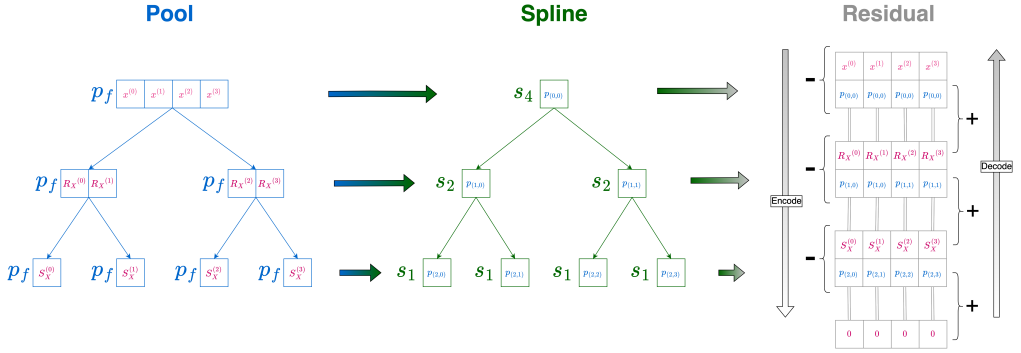 Pool Spline Residual
p_f x^{(0)} x^{(1)} x^{(2)} x^{(3)} s_4 p_{(0,0)} - x^{(0)} x^{(1)} x^{(2)} x^{(3)}
p_{(0,0)} p_{(0,0)} p_{(0,0)} p_{(0,0)} +
p_f R_X^{(0)} R_X^{(1)} p_f R_X^{(2)} R_X^{(3)} s_2 p_{(1,0)} s_2 p_{(1,1)} - R_X^{(0)} R_X^{(1)} R_X^{(2)} R_X^{(3)} Decode
p_{(1,0)} p_{(1,0)} p_{(1,1)} p_{(1,1)} +
Encode
p_f S_X^{(0)} p_f S_X^{(1)} p_f S_X^{(2)} p_f S_X^{(3)} s_1 p_{(2,0)} s_1 p_{(2,1)} s_1 p_{(2,2)} s_1 p_{(2,3)} - S_X^{(0)} S_X^{(1)} S_X^{(2)} S_X^{(3)}
p_{(2,0)} p_{(2,1)} p_{(2,2)} p_{(2,3)} +
0 0 0 0